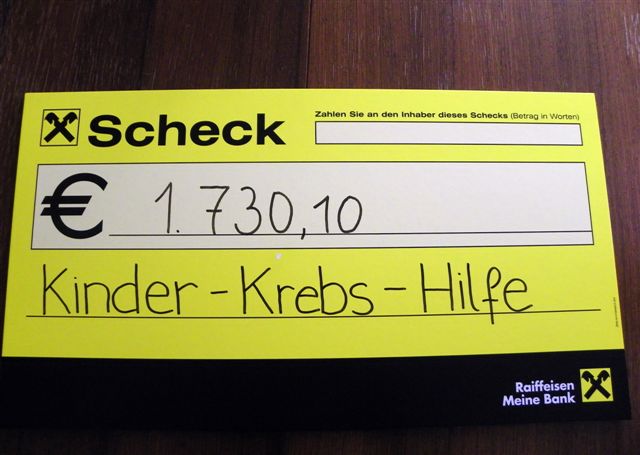 Scheck
Zahlen Sie an den Inhaber dieses Schecks (Betrag in Worten)
€ 1.730,10
Kinder-Krebs-Hilfe
Raiffeisen
Meine Bank